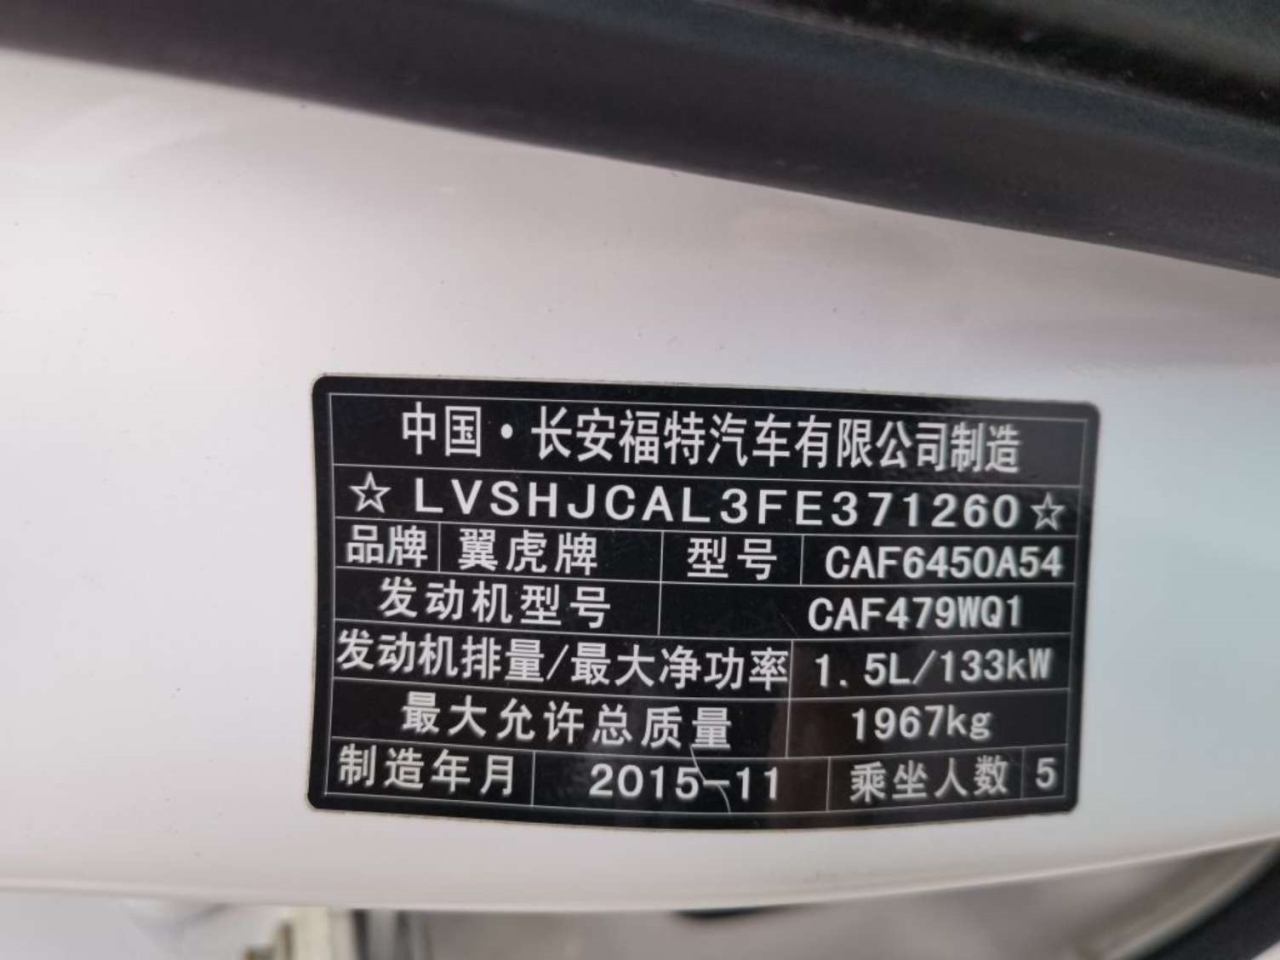 中国·长安福特汽车有限公司制造
☆LVSHJCAL3FE371260☆
品牌 翼虎牌 型号 CAF6450A54
发动机型号 CAF479WQ1
发动机排量/最大净功率 1.5L/133kW
最大允许总质量 1967kg
制造年月 2015-11 乘坐人数 5